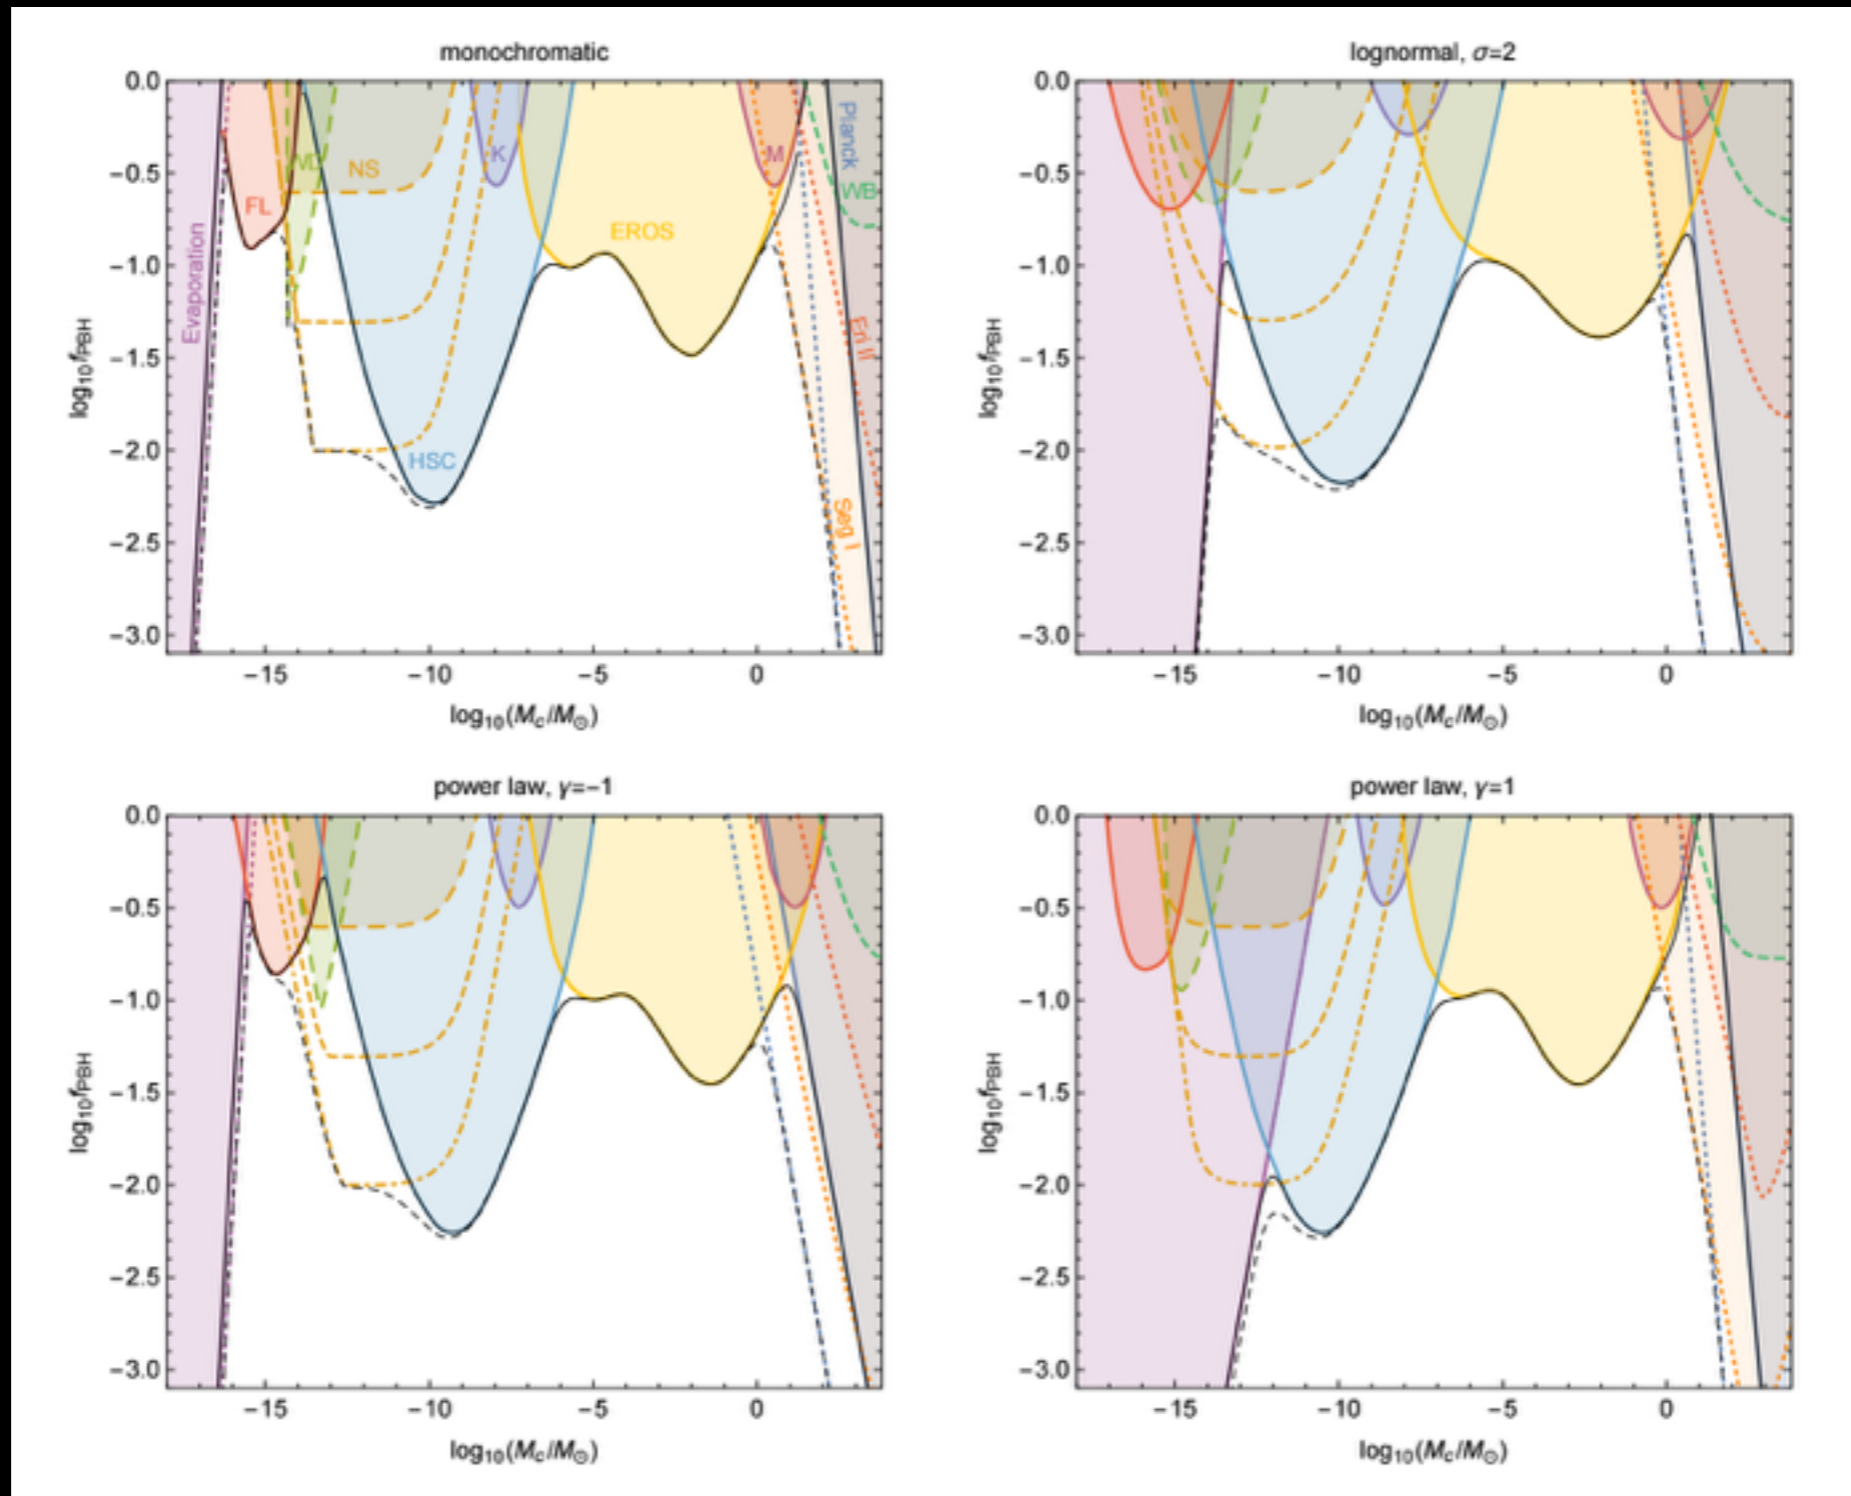 monochromatic
0.0
−0.5
−1.0
−1.5
−2.0
−2.5
−3.0
log₁₀fPBH
Evaporation
FL
WD
NS
K
HSC
EROS
M
Planck
WB
Eri II
Seg I
−15
−10
−5
0
log₁₀(Mc/M⊙)
lognormal, σ=2
0.0
−0.5
−1.0
−1.5
−2.0
−2.5
−3.0
log₁₀fPBH
−15
−10
−5
0
log₁₀(Mc/M⊙)
power law, γ=−1
0.0
−0.5
−1.0
−1.5
−2.0
−2.5
−3.0
log₁₀fPBH
−15
−10
−5
0
log₁₀(Mc/M⊙)
power law, γ=1
0.0
−0.5
−1.0
−1.5
−2.0
−2.5
−3.0
log₁₀fPBH
−15
−10
−5
0
log₁₀(Mc/M⊙)